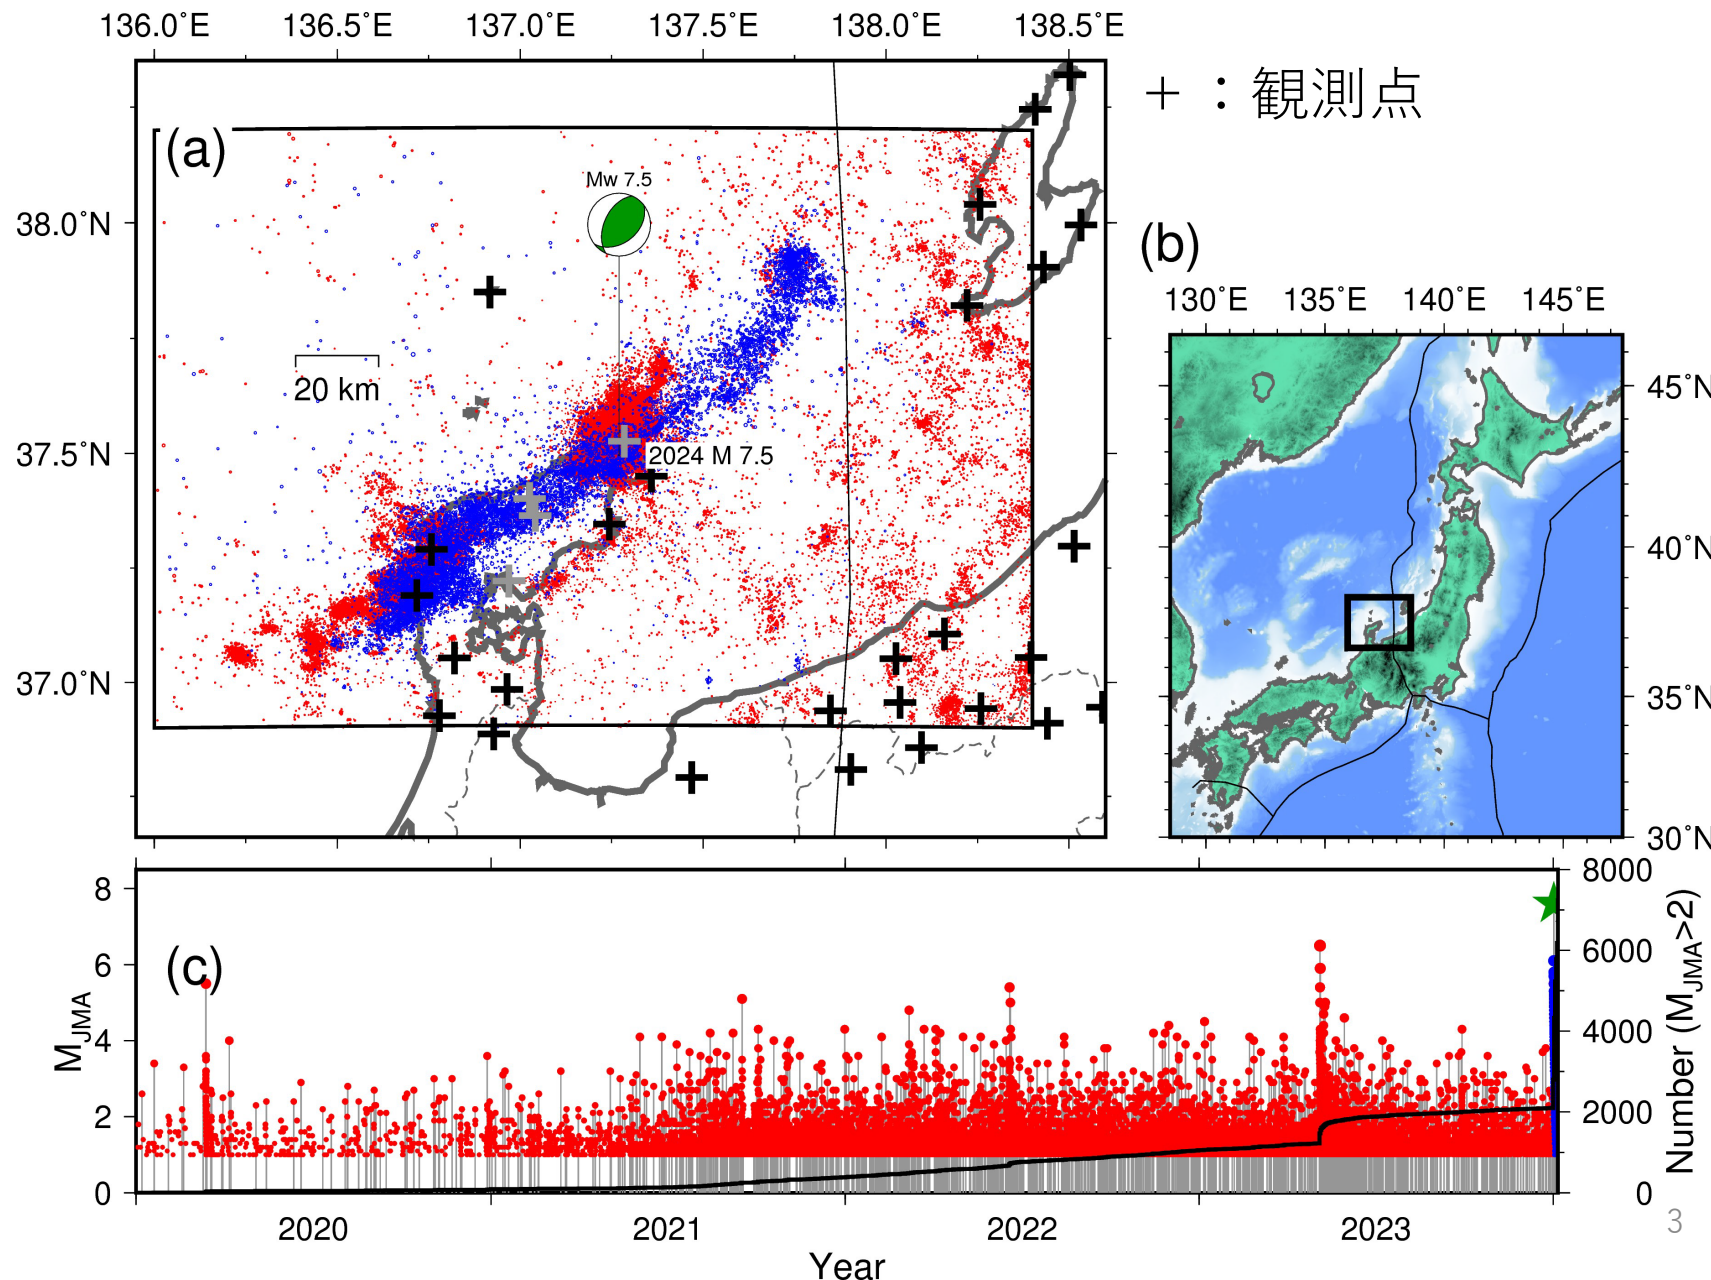 136.0˚E 136.5˚E 137.0˚E 137.5˚E 138.0˚E 138.5˚E
+ ：観測点
(a)
Mw 7.5
38.0˚N
20 km
37.5˚N
2024 M 7.5
37.0˚N
(b)
130˚E 135˚E 140˚E 145˚E
45˚N
40˚N
35˚N
30˚N
(c)
8
6
4
2
0
MJMA
8000
6000
4000
2000
0
Number (MJMA>2)
2020 2021 2022 2023
Year
3